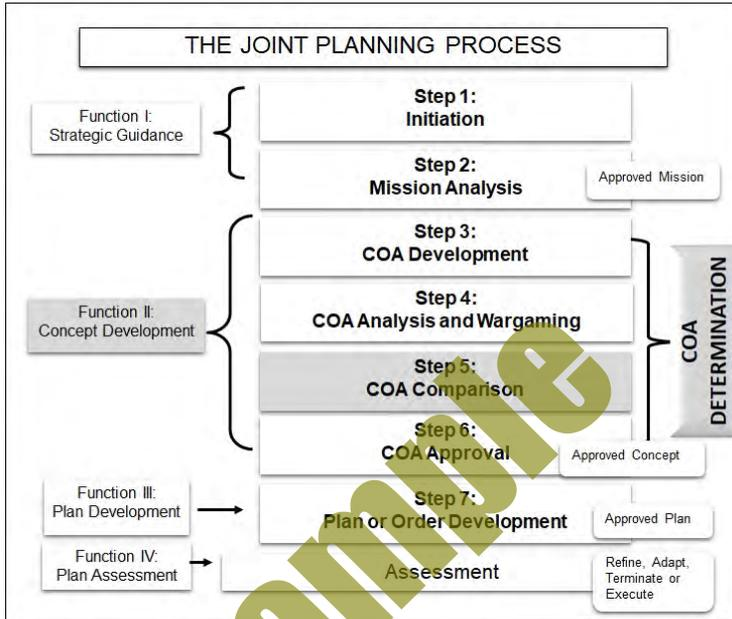 THE JOINT PLANNING PROCESS
Function I:
Strategic Guidance
Step 1:
Initiation
Step 2:
Mission Analysis
Approved Mission
Function II:
Concept Development
Step 3:
COA Development
Step 4:
COA Analysis and Wargaming
Step 5:
COA Comparison
Step 6:
COA Approval
COA
DETERMINATION
Approved Concept
Function III:
Plan Development
Step 7:
Plan or Order Development
Approved Plan
Function IV:
Plan Assessment
Assessment
Refine, Adapt,
Terminate or
Execute